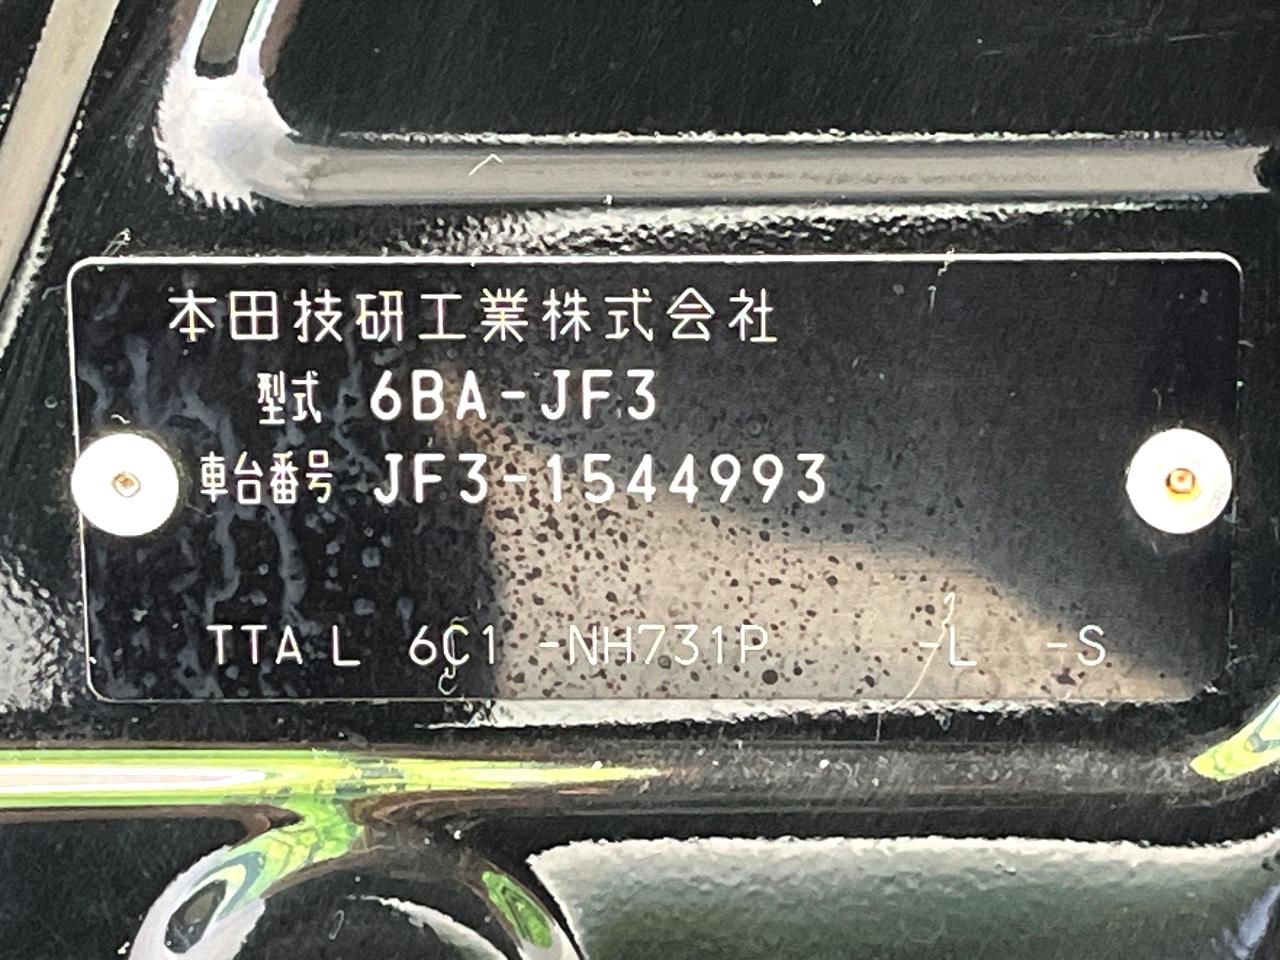 本田技研工業株式会社
型式 6BA-JF3
車台番号 JF3-1544993
TTA L 6C1 -NH731P -L -S